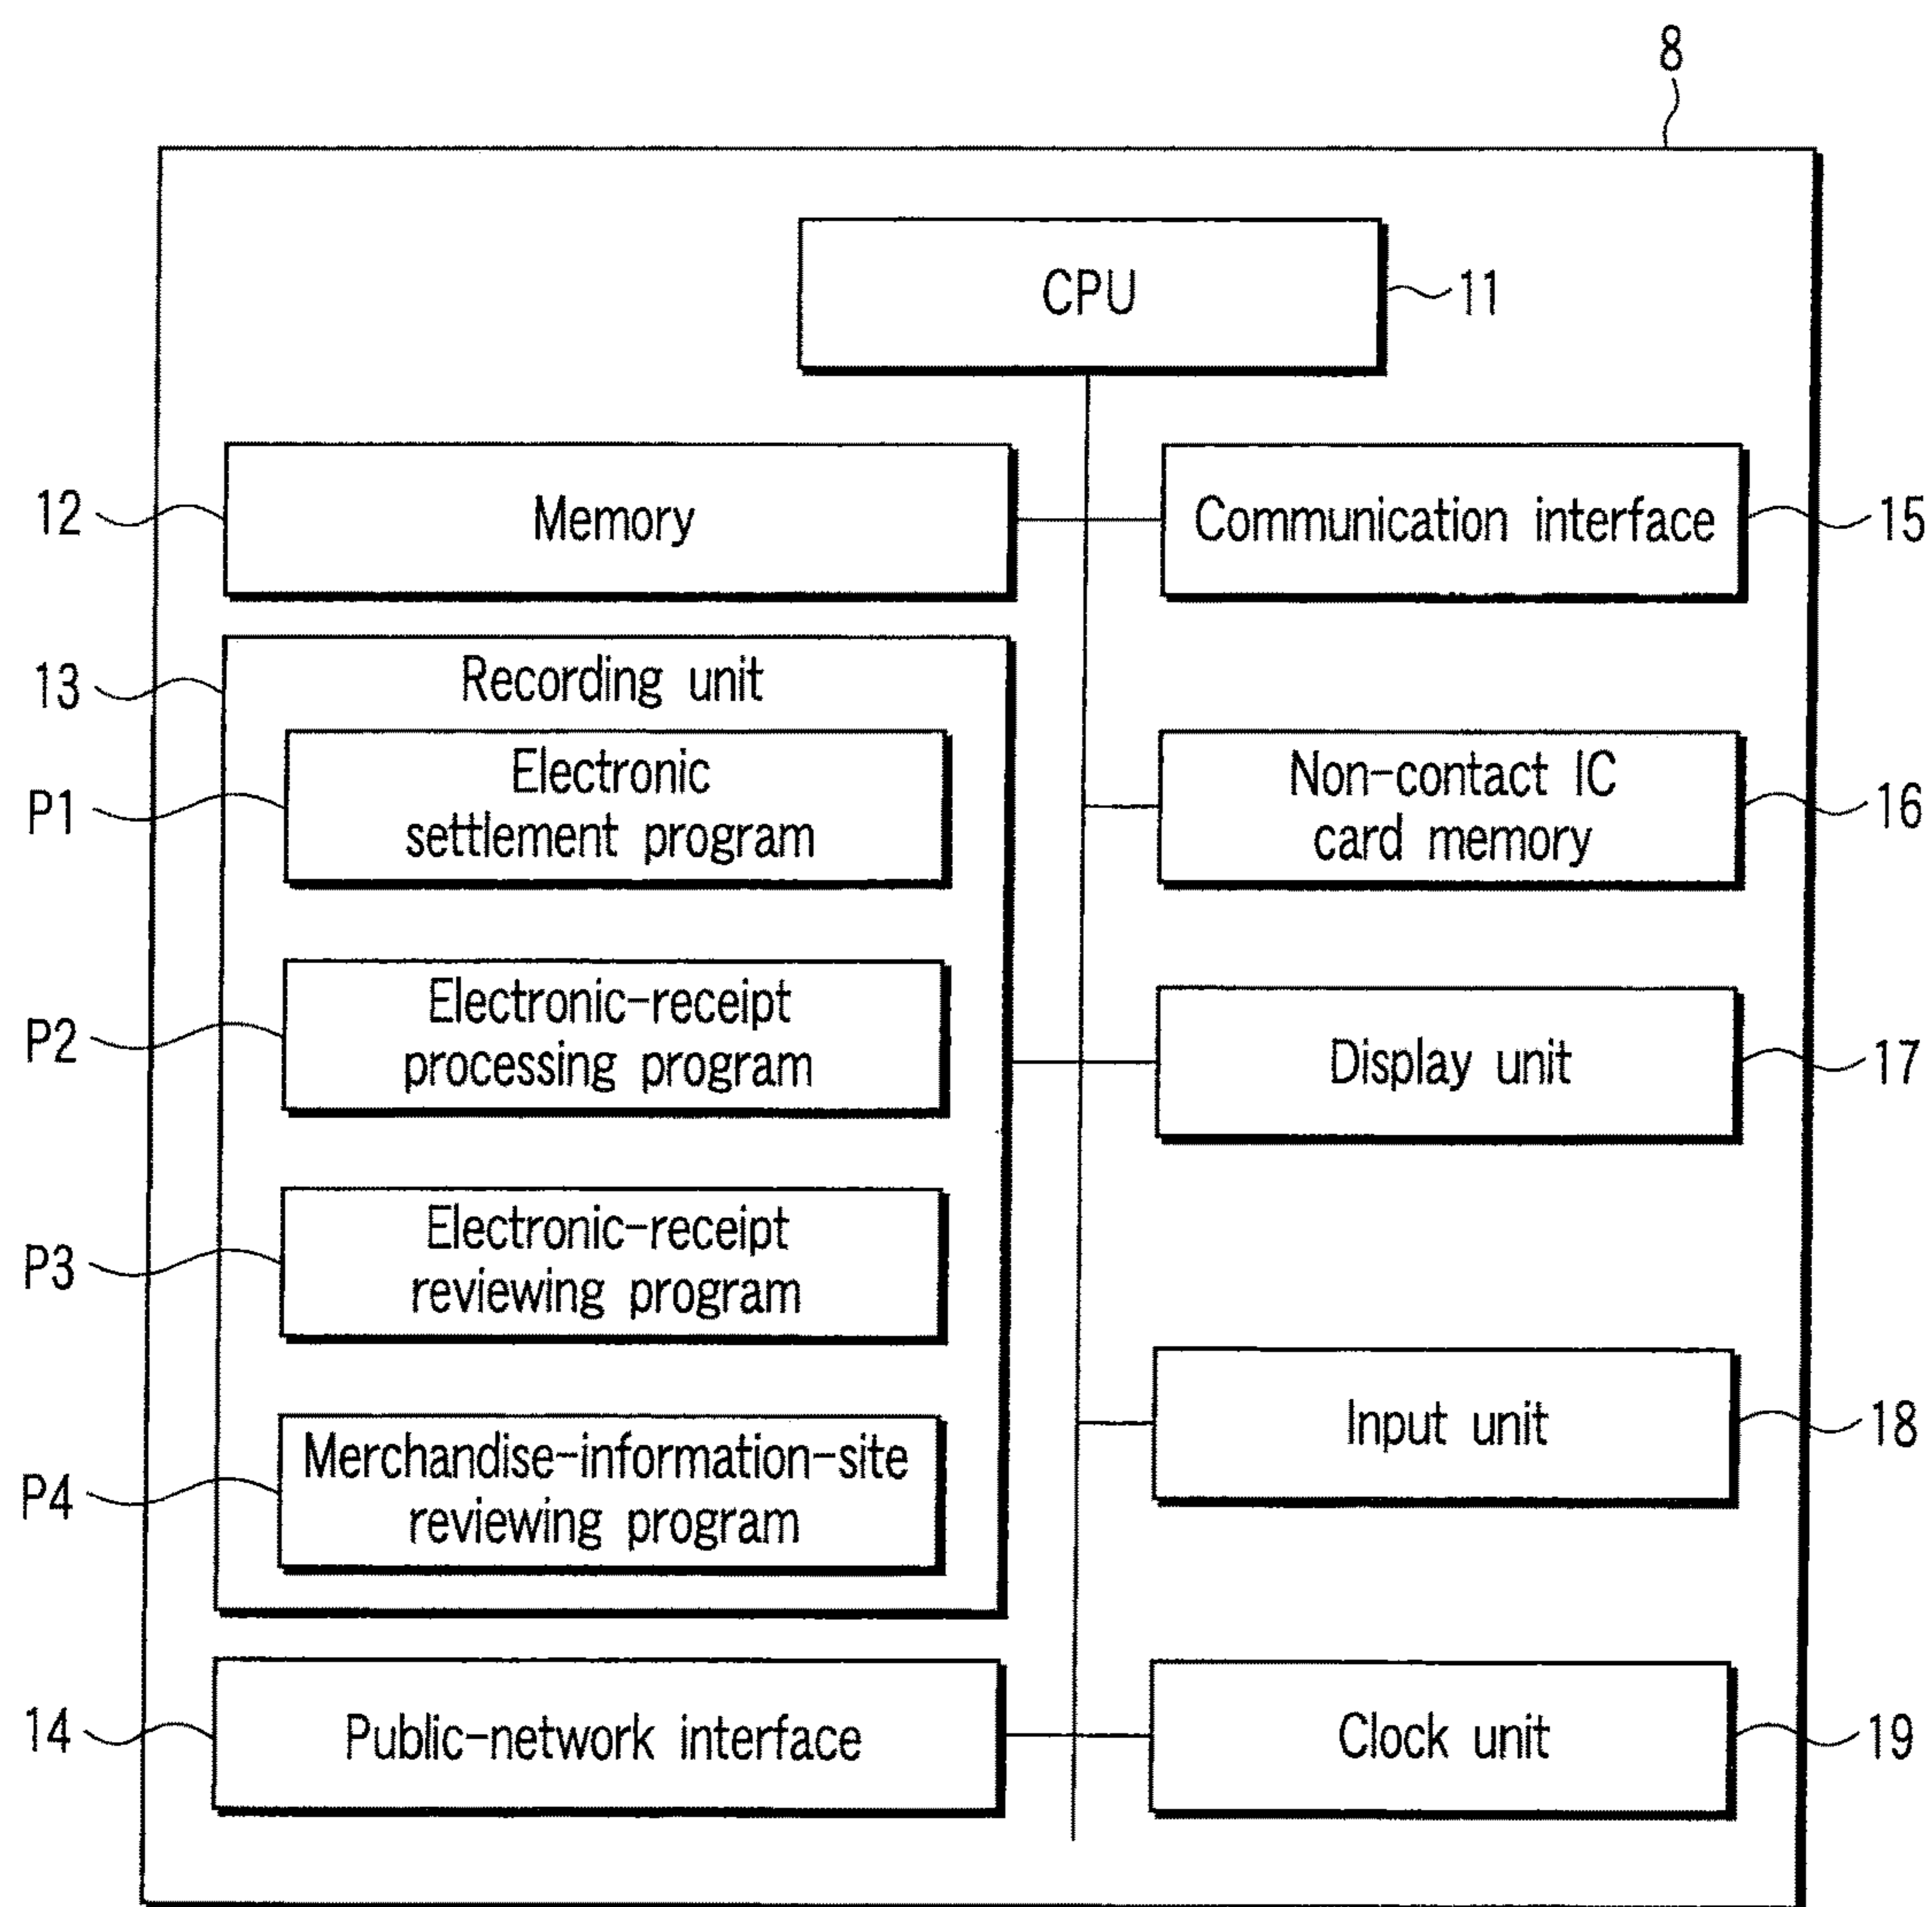 8
CPU
11
12
Memory
Communication interface
15
13
Recording unit
P1
Electronic
settlement program
Non-contact IC
card memory
16
P2
Electronic-receipt
processing program
Display unit
17
P3
Electronic-receipt
reviewing program
P4
Merchandise-information-site
reviewing program
Input unit
18
14
Public-network interface
Clock unit
19